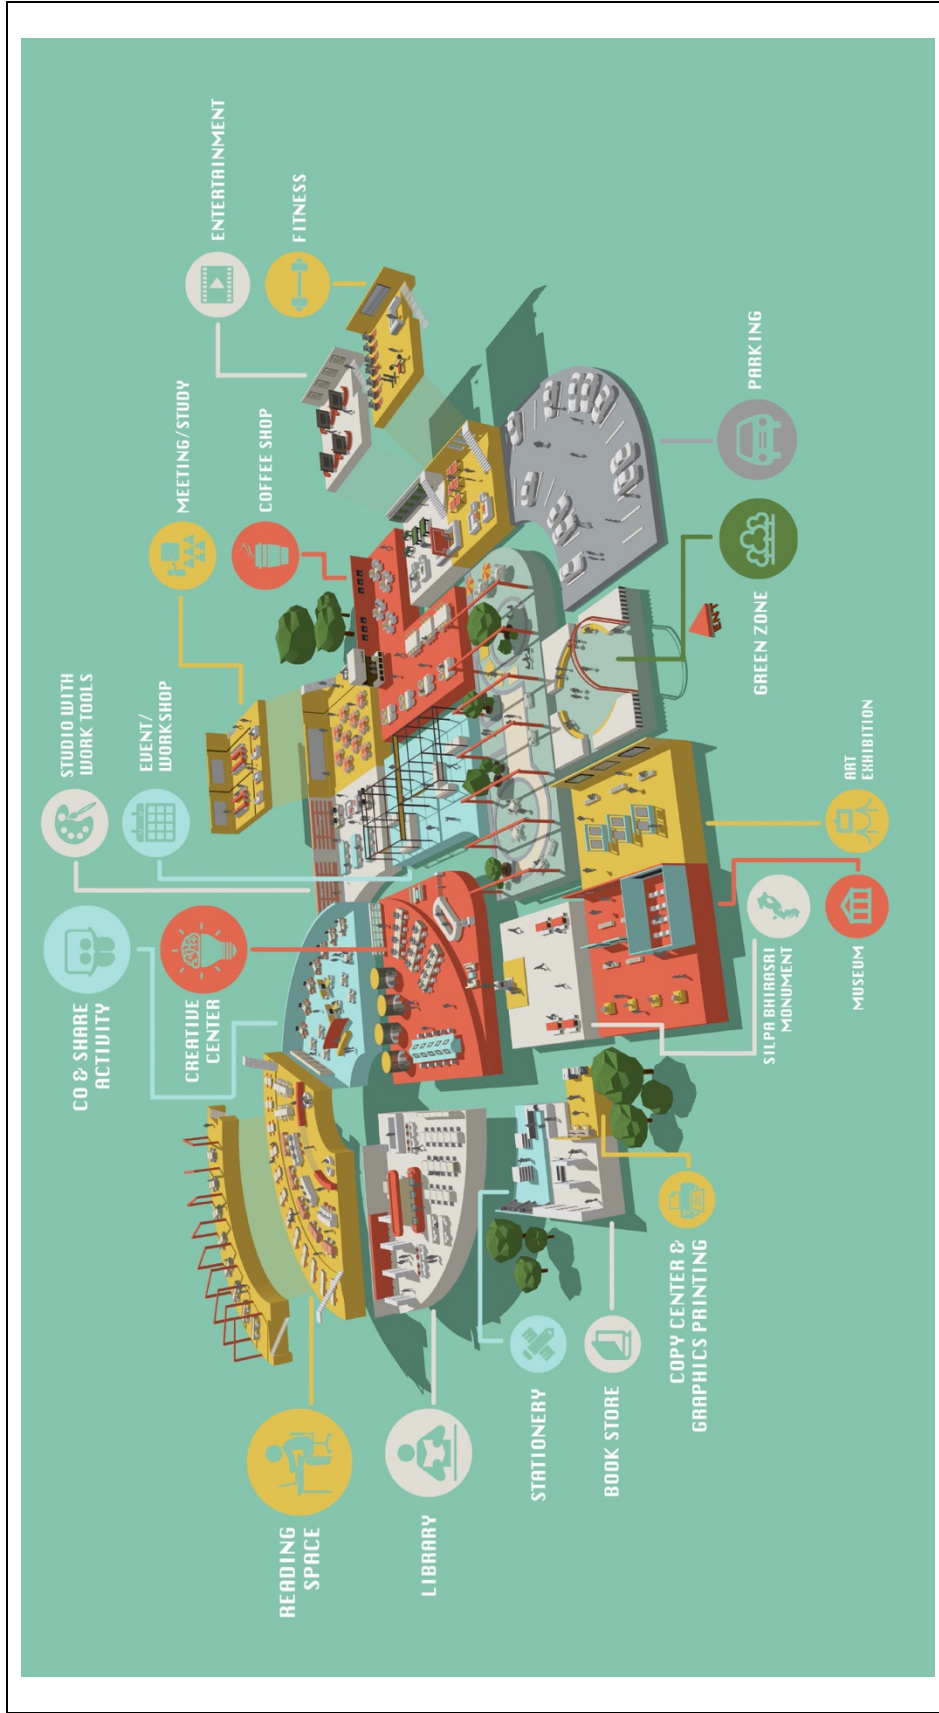 READING
SPACE
LIBRARY
STATIONERY
BOOK STORE
COPY CENTER &
GRAPHICS PRINTING
CO & SHARE
ACTIVITY
CREATIVE
CENTER
STUDIO WITH
WORK TOOLS
EVENT/
WORKSHOP
MEETING/STUDY
COFFEE SHOP
ENTERTAINMENT
FITNESS
PARKING
GREEN ZONE
ENT
ART
EXHIBITION
MUSEUM
SILPA BHIRASRI
MONUMENT